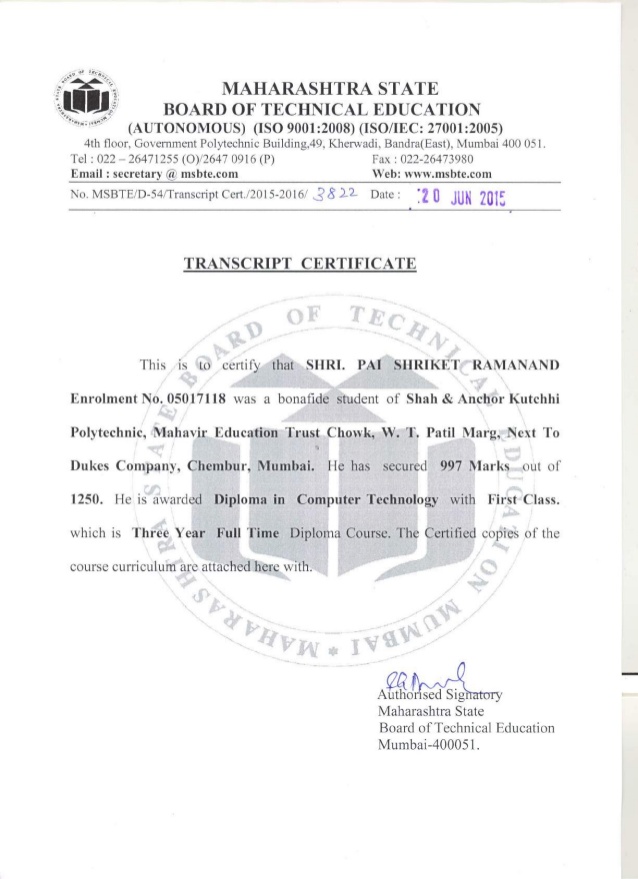 MAHARASHTRA STATE
BOARD OF TECHNICAL EDUCATION
(AUTONOMOUS) (ISO 9001:2008) (ISO/IEC: 27001:2005)
4th floor, Government Polytechnic Building,49, Kherwadi, Bandra(East), Mumbai 400 051.
Tel : 022 – 26471255 (O)/2647 0916 (P) Fax : 022-26473980
Email : secretary @ msbte.com Web: www.msbte.com
No. MSBTE/D-54/Transcript Cert./2015-2016/ 3822 Date : 20 JUN 2015
TRANSCRIPT CERTIFICATE
This is to certify that SHRI. PAI SHRIKET RAMANAND
Enrolment No. 05017118 was a bonafide student of Shah & Anchor Kutchhi
Polytechnic, Mahavir Education Trust Chowk, W. T. Patil Marg, Next To
Dukes Company, Chembur, Mumbai. He has secured 997 Marks out of
1250. He is awarded Diploma in Computer Technology with First Class.
which is Three Year Full Time Diploma Course. The Certified copies of the
course curriculum are attached here with.
MAHARASHTRA STATE BOARD OF TECHNICAL EDUCATION MUMBAI *
Authorised Signatory
Maharashtra State
Board of Technical Education
Mumbai-400051.